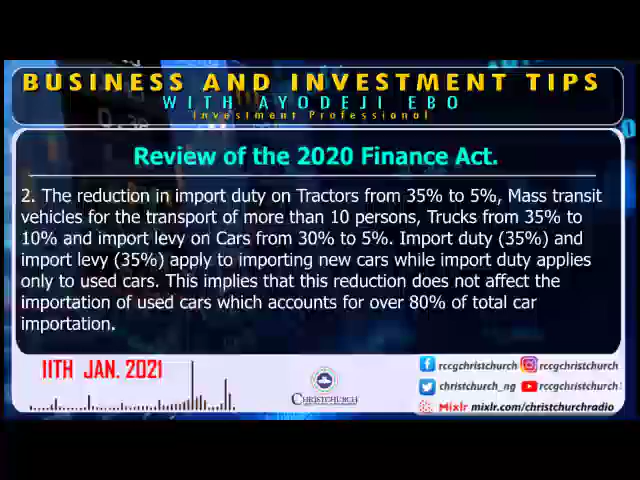 BUSINESS AND INVESTMENT TIPS
WITH AYODEJI EBO
Investment Professional
Review of the 2020 Finance Act.
2. The reduction in import duty on Tractors from 35% to 5%, Mass transit
vehicles for the transport of more than 10 persons, Trucks from 35% to
10% and import levy on Cars from 30% to 5%. Import duty (35%) and
import levy (35%) apply to importing new cars while import duty applies
only to used cars. This implies that this reduction does not affect the
importation of used cars which accounts for over 80% of total car
importation.
11TH JAN. 2021
CHRISTCHURCH
rccgchristchurch rccgchristchurch
christchurch_ng rccgchristchurch
Mixlr mixlr.com/christchurchradio